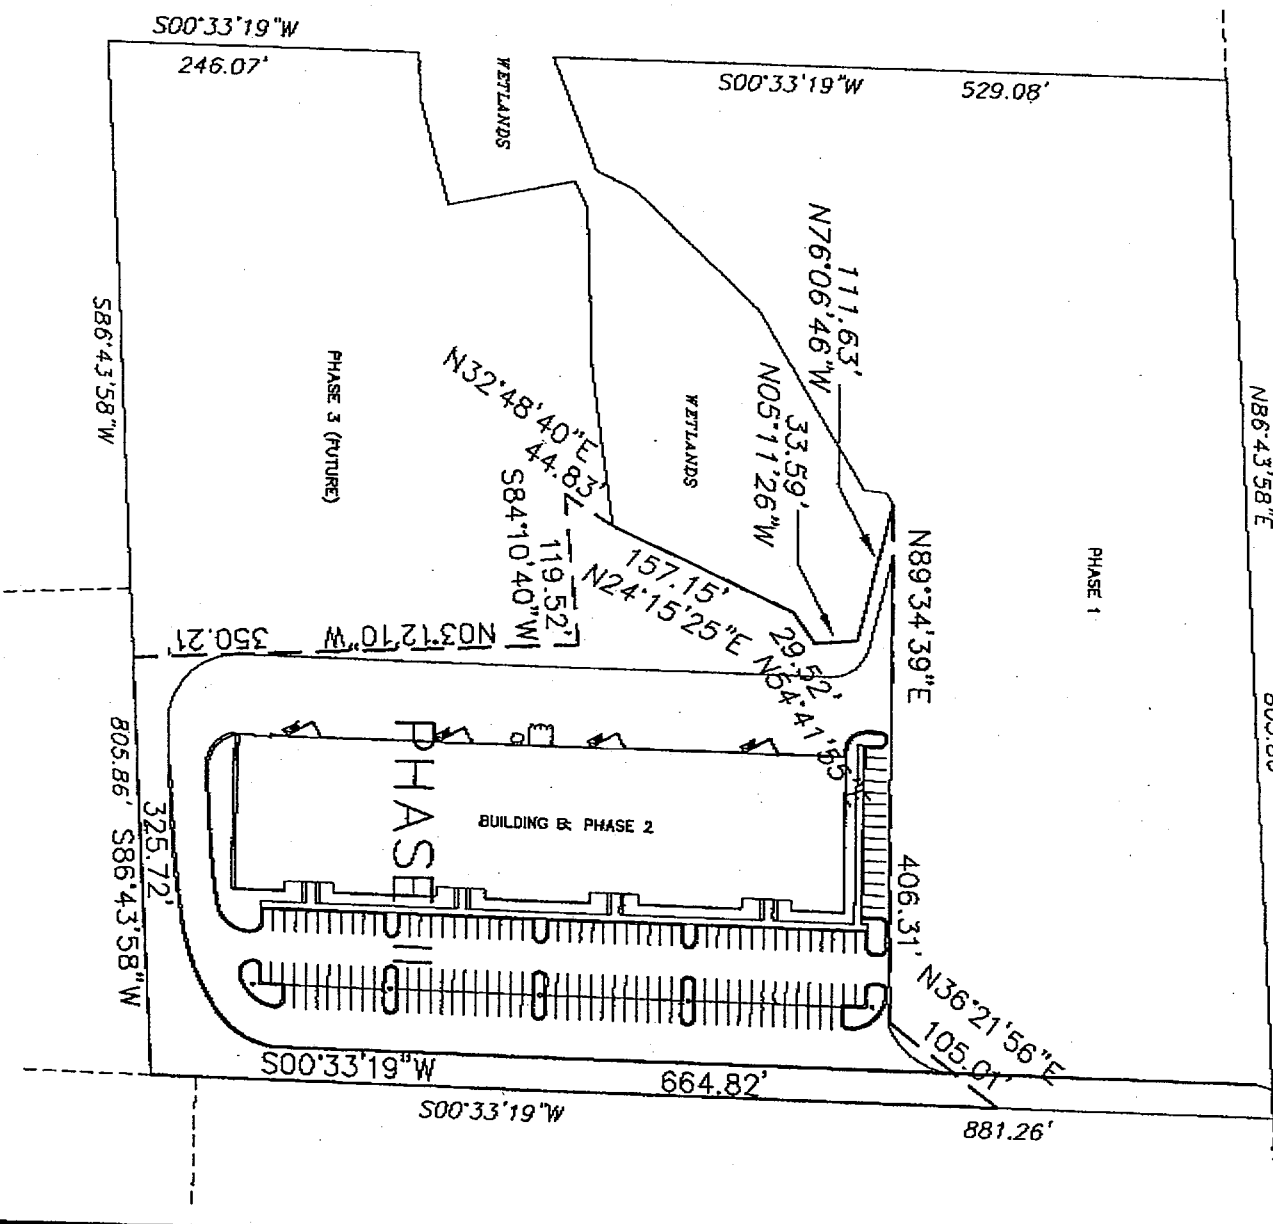 S00°33'19"W
246.07'
WETLANDS
S00°33'19"W
529.08'
111.63'
N76°06'46"W
33.59'
N05°11'26"W
S86°43'58"W
PHASE 3 (FUTURE)
N32°48'40"E
44.83'
WETLANDS
S84°10'40"W
119.52'
157.15'
N24°15'25"E
29.52'
N54°41'55"
N89°34'39"E
PHASE 1
N86°43'58"E
N03°12'10"W
350.21'
805.86'
S86°43'58"W
325.72'
PHASE II
BUILDING B: PHASE 2
406.31'
N36°21'56"E
105.01'
S00°33'19"W
664.82'
S00°33'19"W
881.26'